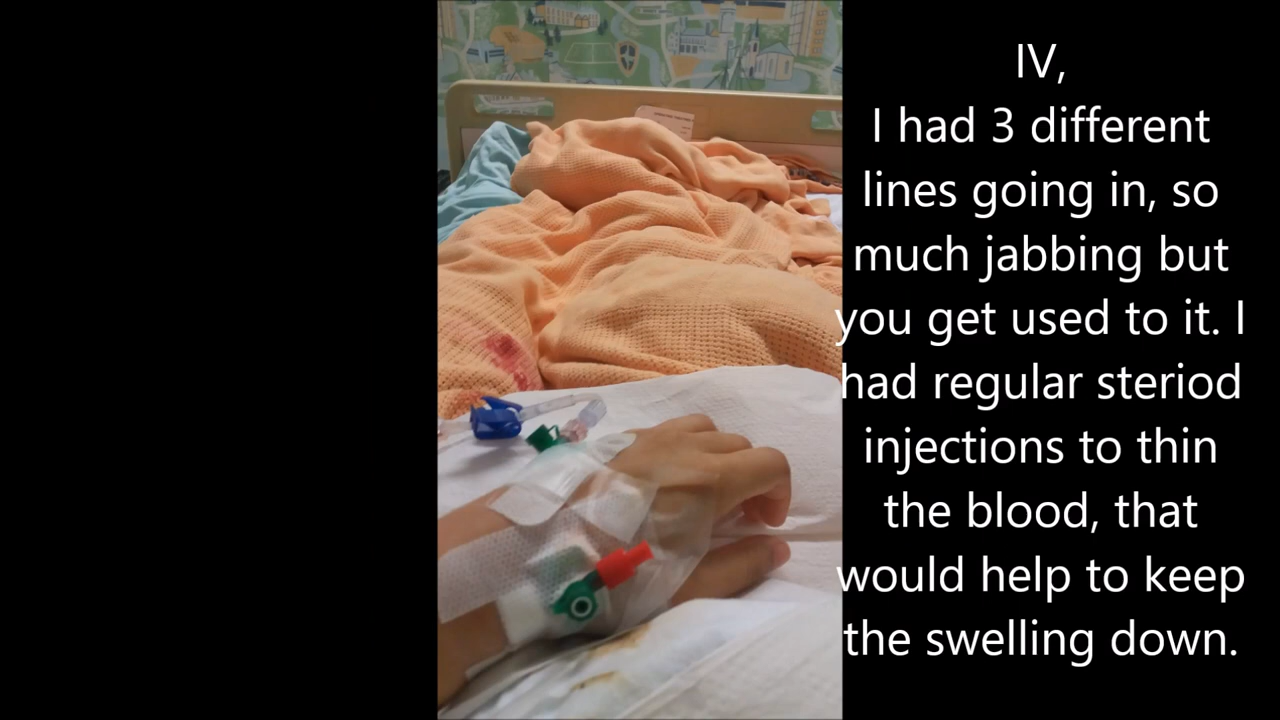 IV,
I had 3 different
lines going in, so
much jabbing but
you get used to it. I
had regular steriod
injections to thin
the blood, that
would help to keep
the swelling down.